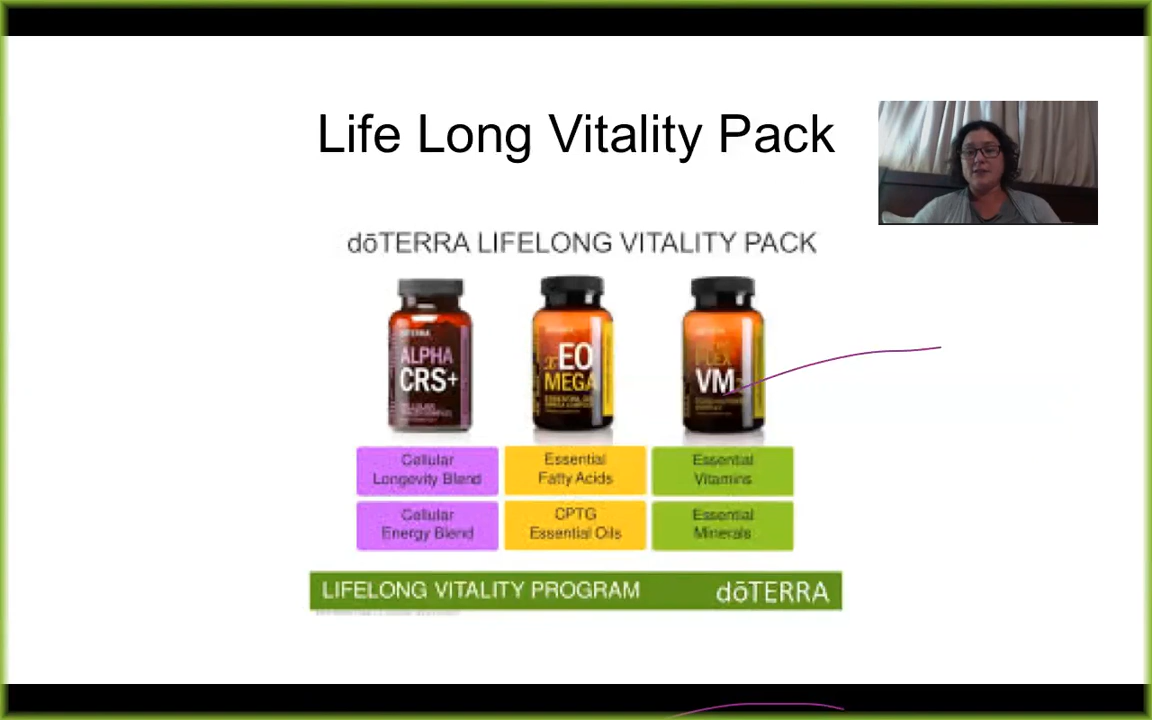 Life Long Vitality Pack
dōTERRA LIFELONG VITALITY PACK
ALPHA
CRS+
xEO
MEGA
VM
Cellular
Longevity Blend
Essential
Fatty Acids
Essential
Vitamins
Cellular
Energy Blend
CPTG
Essential Oils
Essential
Minerals
LIFELONG VITALITY PROGRAM
dōTERRA